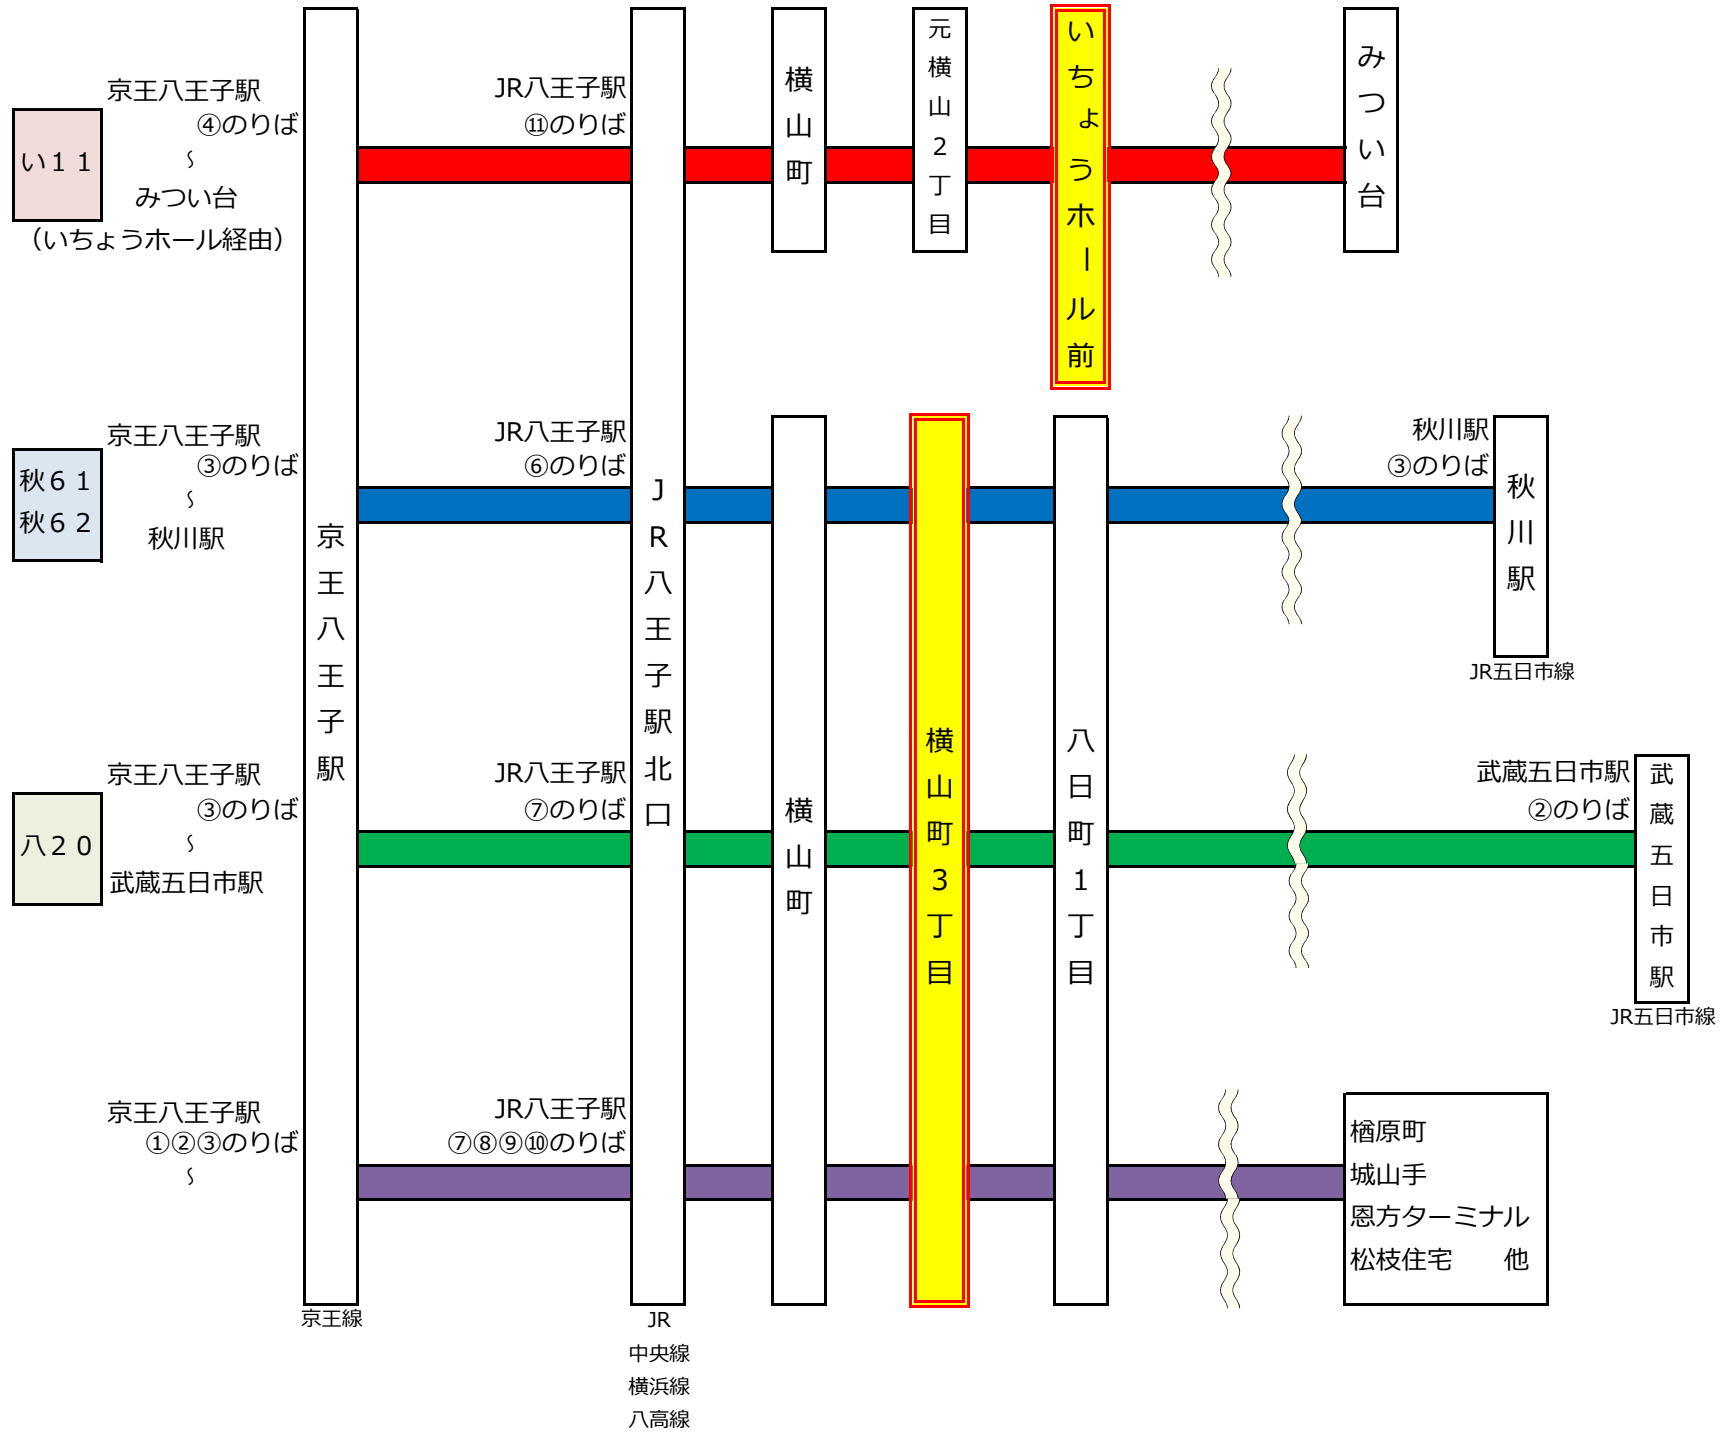 い１１
京王八王子駅
④のりば
～
みつい台
（いちょうホール経由）
JR八王子駅
⑪のりば
横山町
元横山２丁目
いちょうホール前
みつい台
秋６１
秋６２
京王八王子駅
③のりば
～
秋川駅
JR八王子駅
⑥のりば
秋川駅
③のりば
秋川駅
JR五日市線
京王八王子駅
JR八王子駅北口
横山町
横山町３丁目
八日町１丁目
八２０
京王八王子駅
③のりば
～
武蔵五日市駅
JR八王子駅
⑦のりば
武蔵五日市駅
②のりば
武蔵五日市駅
JR五日市線
京王八王子駅
①②③のりば
～
JR八王子駅
⑦⑧⑨⑩のりば
楢原町
城山手
恩方ターミナル
松枝住宅　　他
京王線
JR
中央線
横浜線
八高線